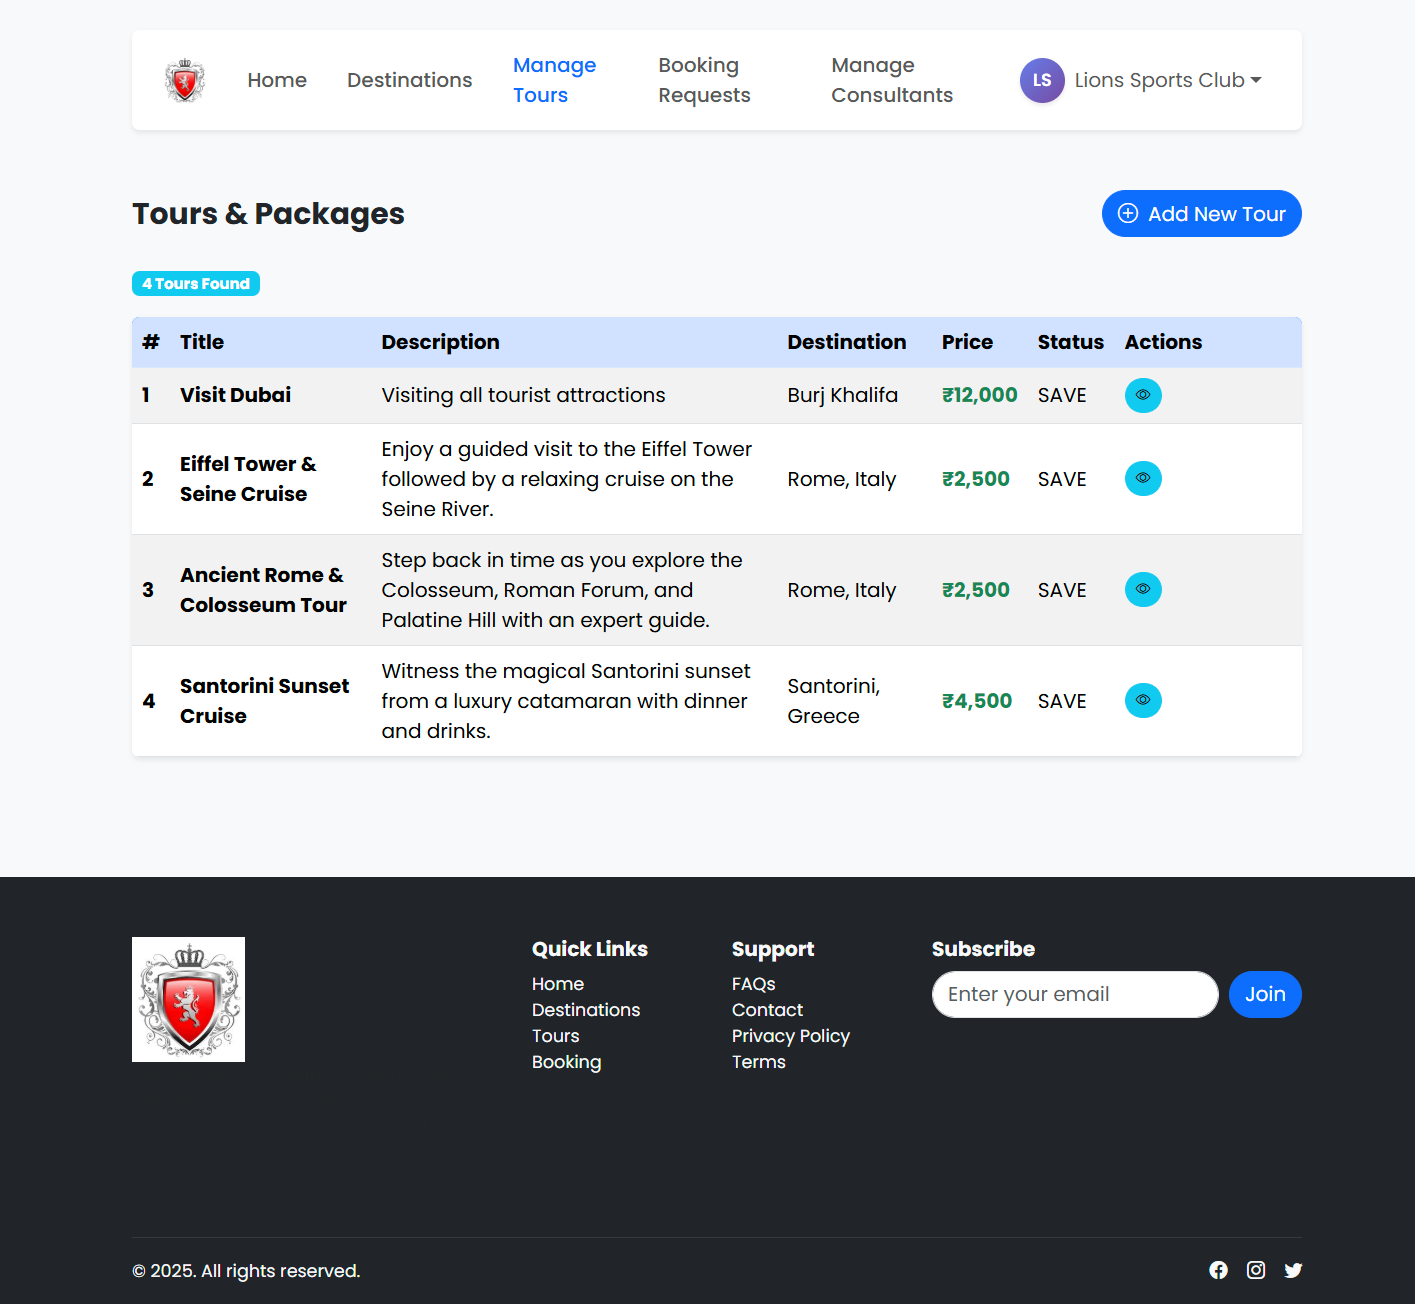 Home
Destinations
Manage
Tours
Booking
Requests
Manage
Consultants
LS
Lions Sports Club
Tours & Packages
Add New Tour
4 Tours Found
# Title Description Destination Price Status Actions
1 Visit Dubai Visiting all tourist attractions Burj Khalifa ₹12,000 SAVE
2
Eiffel Tower &
Seine Cruise
Enjoy a guided visit to the Eiffel Tower
followed by a relaxing cruise on the
Seine River.
Rome, Italy
₹2,500
SAVE
3
Ancient Rome &
Colosseum Tour
Step back in time as you explore the
Colosseum, Roman Forum, and
Palatine Hill with an expert guide.
Rome, Italy
₹2,500
SAVE
4
Santorini Sunset
Cruise
Witness the magical Santorini sunset
from a luxury catamaran with dinner
and drinks.
Santorini,
Greece
₹4,500
SAVE
Quick Links
Home
Destinations
Tours
Booking
Support
FAQs
Contact
Privacy Policy
Terms
Subscribe
Enter your email
Join
© 2025. All rights reserved.